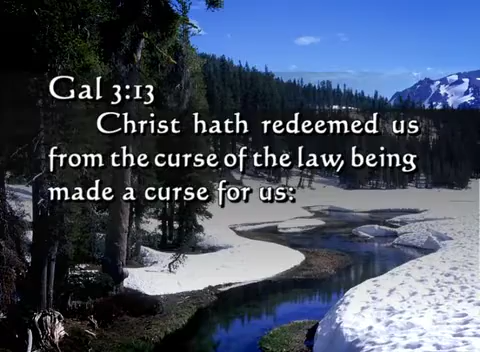 Gal 3:13
Christ hath redeemed us
from the curse of the law, being
made a curse for us: